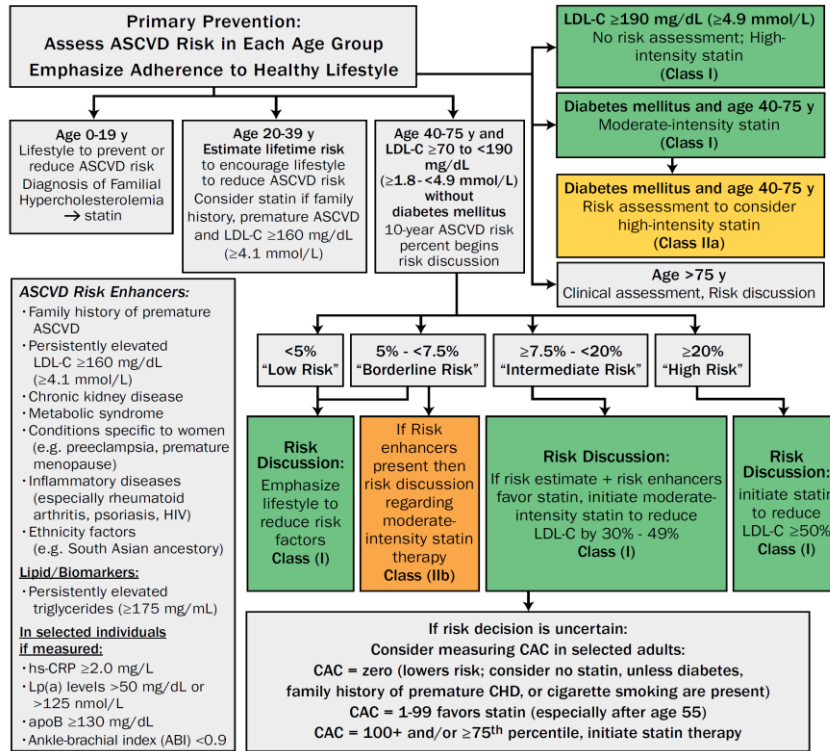 Primary Prevention:
Assess ASCVD Risk in Each Age Group
Emphasize Adherence to Healthy Lifestyle
LDL-C ≥190 mg/dL (≥4.9 mmol/L)
No risk assessment; High-
intensity statin
(Class I)
Diabetes mellitus and age 40-75 y
Moderate-intensity statin
(Class I)
Diabetes mellitus and age 40-75 y
Risk assessment to consider
high-intensity statin
(Class IIa)
Age >75 y
Clinical assessment, Risk discussion
Age 0-19 y
Lifestyle to prevent or
reduce ASCVD risk
Diagnosis of Familial
Hypercholesterolemia
→ statin
Age 20-39 y
Estimate lifetime risk
to encourage lifestyle
to reduce ASCVD risk
Consider statin if family
history, premature ASCVD
and LDL-C ≥160 mg/dL
(≥4.1 mmol/L)
Age 40-75 y and
LDL-C ≥70 to <190
mg/dL
(≥1.8 - <4.9 mmol/L)
without
diabetes mellitus
10-year ASCVD risk
percent begins
risk discussion
ASCVD Risk Enhancers:
· Family history of premature
ASCVD
· Persistently elevated
LDL-C ≥160 mg/dL
(≥4.1 mmol/L)
· Chronic kidney disease
· Metabolic syndrome
· Conditions specific to women
(e.g. preeclampsia, premature
menopause)
· Inflammatory diseases
(especially rheumatoid
arthritis, psoriasis, HIV)
· Ethnicity factors
(e.g. South Asian ancestory)
Lipid/Biomarkers:
· Persistently elevated
triglycerides (≥175 mg/mL)
In selected individuals
if measured:
· hs-CRP ≥2.0 mg/L
· Lp(a) levels >50 mg/dL or
>125 nmol/L
· apoB ≥130 mg/dL
· Ankle-brachial index (ABI) <0.9
<5%
"Low Risk"
5% - <7.5%
"Borderline Risk"
≥7.5% - <20%
"Intermediate Risk"
≥20%
"High Risk"
Risk
Discussion:
Emphasize
lifestyle to
reduce risk
factors
Class (I)
If Risk
enhancers
present then
risk discussion
regarding
moderate-
intensity statin
therapy
Class (IIb)
Risk Discussion:
If risk estimate + risk enhancers
favor statin, initiate moderate-
intensity statin to reduce
LDL-C by 30% - 49%
Class (I)
Risk
Discussion:
initiate statin
to reduce
LDL-C ≥50%
Class (I)
If risk decision is uncertain:
Consider measuring CAC in selected adults:
CAC = zero (lowers risk; consider no statin, unless diabetes,
family history of premature CHD, or cigarette smoking are present)
CAC = 1-99 favors statin (especially after age 55)
CAC = 100+ and/or ≥75th percentile, initiate statin therapy